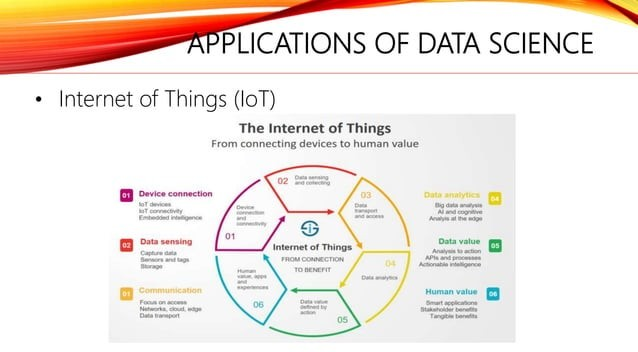 APPLICATIONS OF DATA SCIENCE
• Internet of Things (IoT)
The Internet of Things
From connecting devices to human value
01 Device connection
IoT devices
IoT connectivity
Embedded intelligence
02 Data sensing
Capture data
Sensors and tags
Storage
01 Communication
Focus on access
Networks, cloud, edge
Data transport
01
Device
connection
and
connectivity
02
Data sensing
and collecting
03
Data
transport
and access
04
Data analytics
05
Data value
defined by
action
06
Human
value, apps
and
experiences
Internet of Things
FROM CONNECTION
TO BENEFIT
Data analytics 04
Big data analysis
AI and cognitive
Analysis at the edge
Data value 05
Analysis to action
APIs and processes
Actionable intelligence
Human value 06
Smart applications
Stakeholder benefits
Tangible benefits